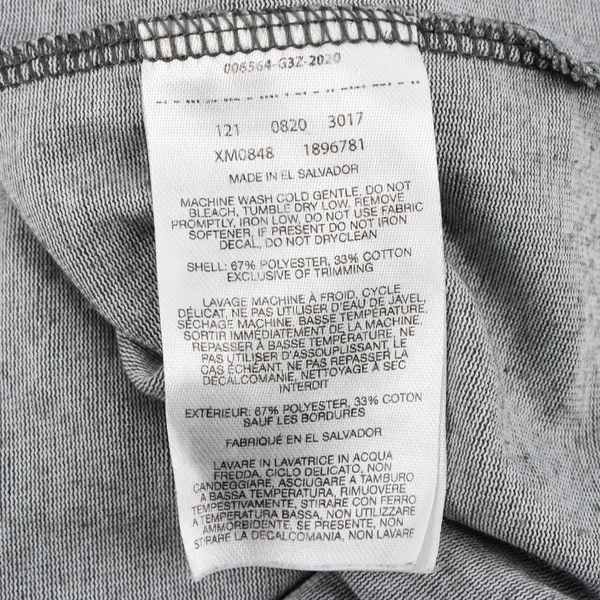 006564-G3Z-2020
121 0820 3017
XM0848 1896781
MADE IN EL SALVADOR
MACHINE WASH COLD GENTLE, DO NOT
BLEACH, TUMBLE DRY LOW, REMOVE
PROMPTLY, IRON LOW, DO NOT USE FABRIC
SOFTENER, IF PRESENT DO NOT IRON
DECAL, DO NOT DRYCLEAN
SHELL: 67% POLYESTER, 33% COTTON
EXCLUSIVE OF TRIMMING
LAVAGE MACHINE À FROID, CYCLE
DÉLICAT, NE PAS UTILISER D'EAU DE JAVEL,
SÉCHAGE MACHINE, BASSE TEMPÉRATURE,
SORTIR IMMÉDIATEMENT DE LA MACHINE,
REPASSER À BASSE TEMPÉRATURE, NE
PAS UTILISER D'ASSOUPLISSANT, LE
CAS ÉCHÉANT, NE PAS REPASSER LA
DÉCALCOMANIE, NETTOYAGE À SEC
INTERDIT
EXTÉRIEUR: 67% POLYESTER, 33% COTON
SAUF LES BORDURES
FABRIQUÉ EN EL SALVADOR
LAVARE IN LAVATRICE IN ACQUA
FREDDA, CICLO DELICATO, NON
CANDEGGIARE, ASCIUGARE A TAMBURO
A BASSA TEMPERATURA, RIMUOVERE
TEMPESTIVAMENTE, STIRARE CON FERRO
A TEMPERATURA BASSA, NON UTILIZZARE
AMMORBIDENTE, SE PRESENTE, NON
STIRARE LA DECALCOMANIA, NON LAVARE